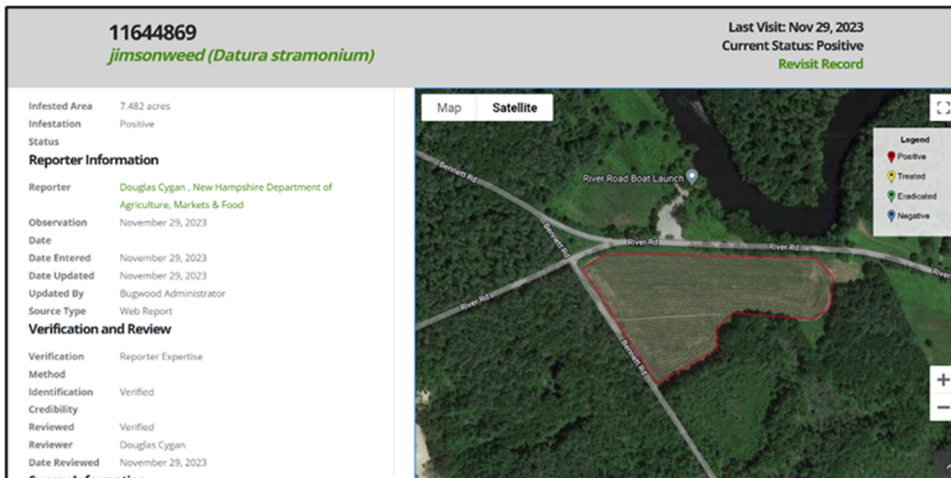 11644869
jimsonweed (Datura stramonium)
Last Visit: Nov 29, 2023
Current Status: Positive
Revisit Record
Infested Area 7.482 acres
Infestation Positive
Status
Reporter Information
Reporter Douglas Cygan , New Hampshire Department of
Agriculture, Markets & Food
Observation November 29, 2023
Date
Date Entered November 29, 2023
Date Updated November 29, 2023
Updated By Bugwood Administrator
Source Type Web Report
Verification and Review
Verification Reporter Expertise
Method
Identification Verified
Credibility
Reviewed Verified
Reviewer Douglas Cygan
Date Reviewed November 29, 2023
Map Satellite
Legend
Positive
Treated
Eradicated
Negative
Bennett Rd
River Road Boat Launch
Bennett Rd
River Rd
River Rd
River
River Rd
Bennett Rd